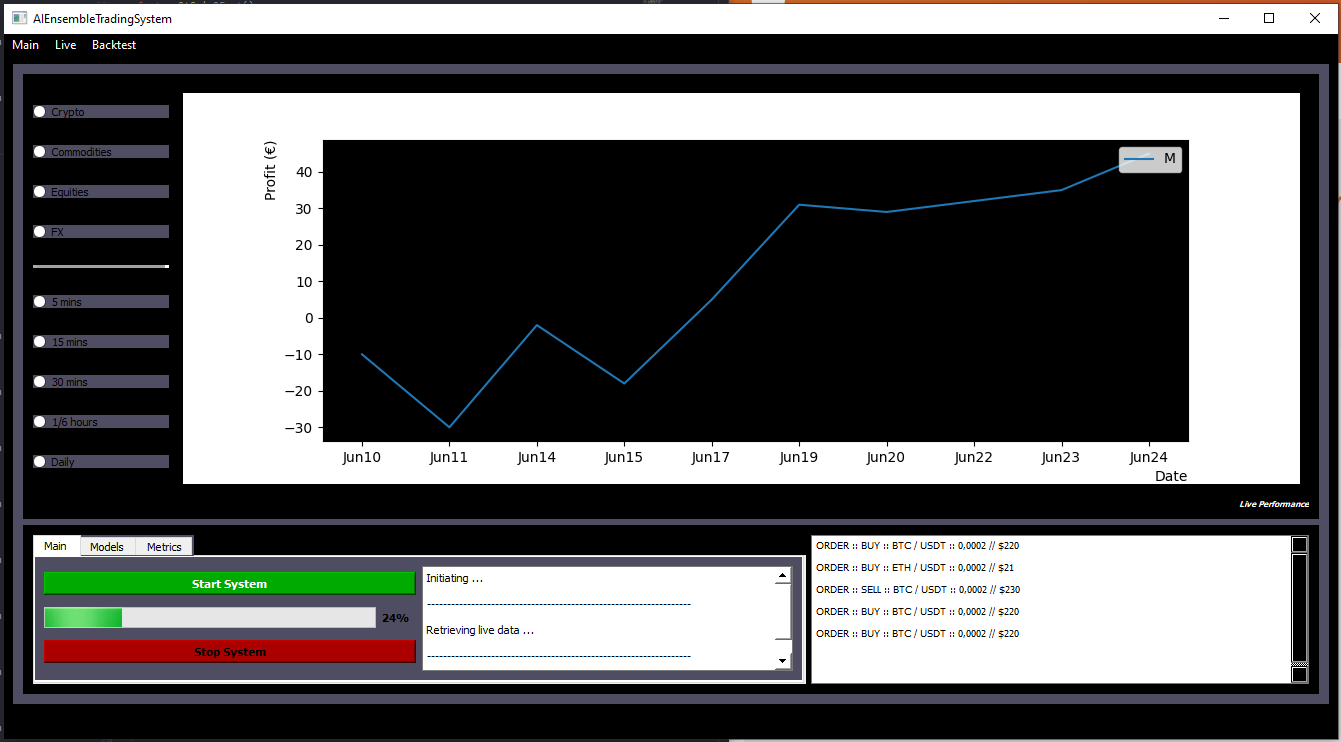 AIEnsembleTradingSystem
Main Live Backtest
Crypto
Commodities
Equities
FX
5 mins
15 mins
30 mins
1/6 hours
Daily
Profit (€)
40
30
20
10
0
−10
−20
−30
M
Jun10 Jun11 Jun14 Jun15 Jun17 Jun19 Jun20 Jun22 Jun23 Jun24
Date
Live Performance
Main Models Metrics
Start System
24%
Stop System
Initiating ...
------------------------------------------------------------------
Retrieving live data ...
------------------------------------------------------------------
ORDER :: BUY :: BTC / USDT :: 0,0002 // $220
ORDER :: BUY :: ETH / USDT :: 0,0002 // $21
ORDER :: SELL :: BTC / USDT :: 0,0002 // $230
ORDER :: BUY :: BTC / USDT :: 0,0002 // $220
ORDER :: BUY :: BTC / USDT :: 0,0002 // $220